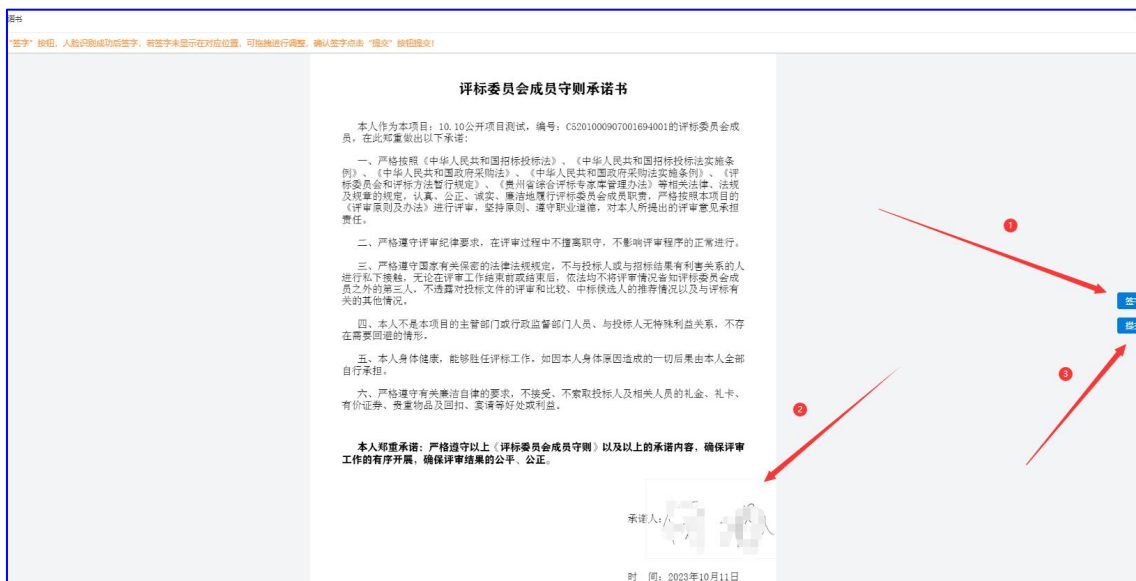 诺书
“签字”按钮，人脸识别成功后签字，若签字未显示在对应位置，可拖拽进行调整，确认签字点击“提交”按钮提交！
评标委员会成员守则承诺书
本人作为本项目：10.10公开项目测试，编号：C5201000907001694001的评标委员会成
员，在此郑重做出以下承诺：
一、严格按照《中华人民共和国招标投标法》、《中华人民共和国招标投标法实施条
例》、《中华人民共和国政府采购法》、《中华人民共和国政府采购法实施条例》、《评
标委员会和评标方法暂行规定》、《贵州省综合评标专家库管理办法》等相关法律、法规
及规章的规定，认真、公正、诚实、廉洁地履行评标委员会成员职责，严格按照本项目的
《评审原则及办法》进行评审，坚持原则、遵守职业道德，对本人所提出的评审意见承担
责任。
二、严格遵守评审纪律要求，在评审过程中不擅离职守，不影响评审程序的正常进行。
三、严格遵守国家有关保密的法律法规规定，不与投标人或与招标结果有利害关系的人
进行私下接触，无论在评审工作结束前或结束后，依法均不将评审情况告知评标委员会成
员之外的第三人，不透露对投标文件的评审和比较、中标候选人的推荐情况以及与评标有
关的其他情况。
四、本人不是本项目的主管部门或行政监督部门人员、与投标人无特殊利益关系，不存
在需要回避的情形。
五、本人身体健康，能够胜任评标工作，如因本人身体原因造成的一切后果由本人全部
自行承担。
六、严格遵守有关廉洁自律的要求，不接受、不索取投标人及相关人员的礼金、礼卡、
有价证券、贵重物品及回扣、宴请等好处或利益。
本人郑重承诺：严格遵守以上《评标委员会成员守则》以及以上的承诺内容，确保评审
工作的有序开展，确保评审结果的公平、公正。
承诺人：
时 间：2023年10月11日
1
签字
提
3
2